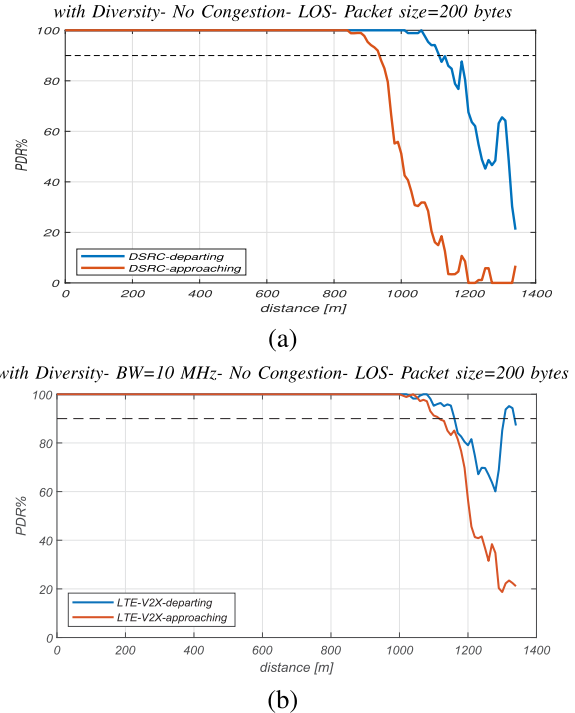 with Diversity- No Congestion- LOS- Packet size=200 bytes
100
80
60
40
20
0
PDR%
DSRC-departing
DSRC-approaching
0 200 400 600 800 1000 1200 1400
distance [m]
(a)
with Diversity- BW=10 MHz- No Congestion- LOS- Packet size=200 bytes
100
80
60
40
20
0
PDR%
LTE-V2X-departing
LTE-V2X-approaching
0 200 400 600 800 1000 1200 1400
distance [m]
(b)